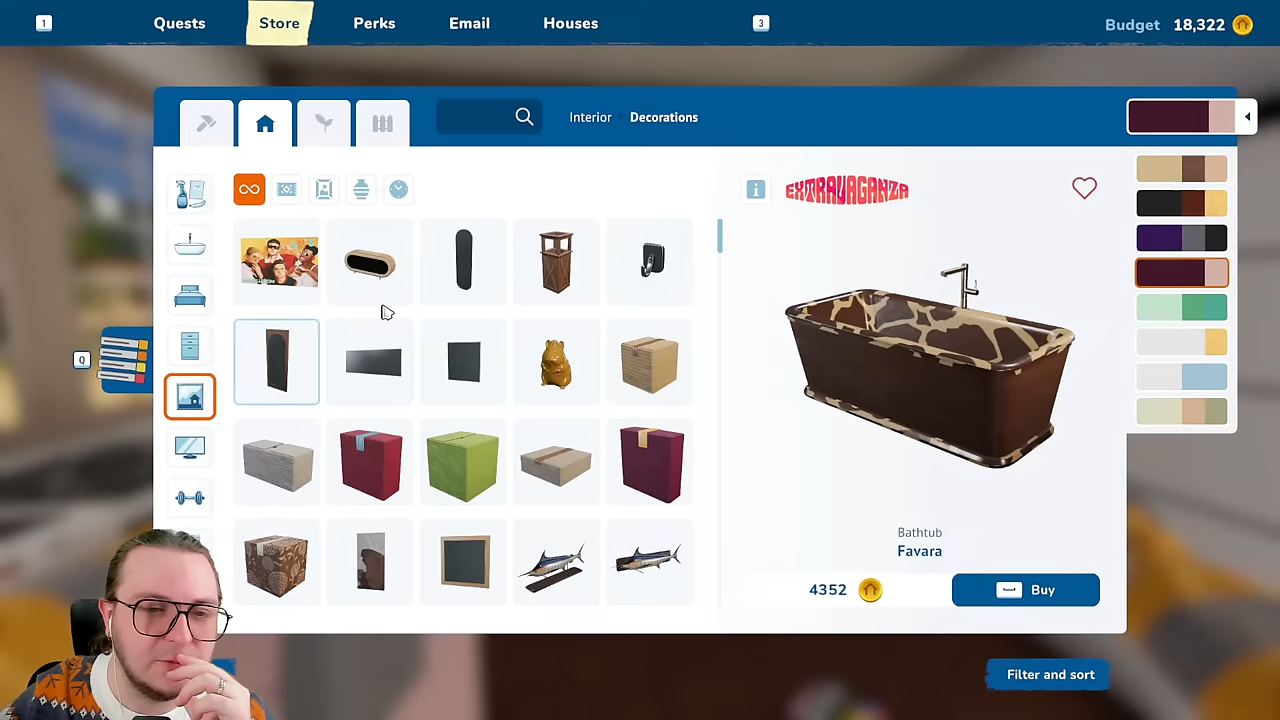 1
Quests
Store
Perks
Email
Houses
3
Budget 18,322
Interior
Decorations
EXTRAVAGANZA
Q
Bathtub
Favara
4352
Buy
Filter and sort